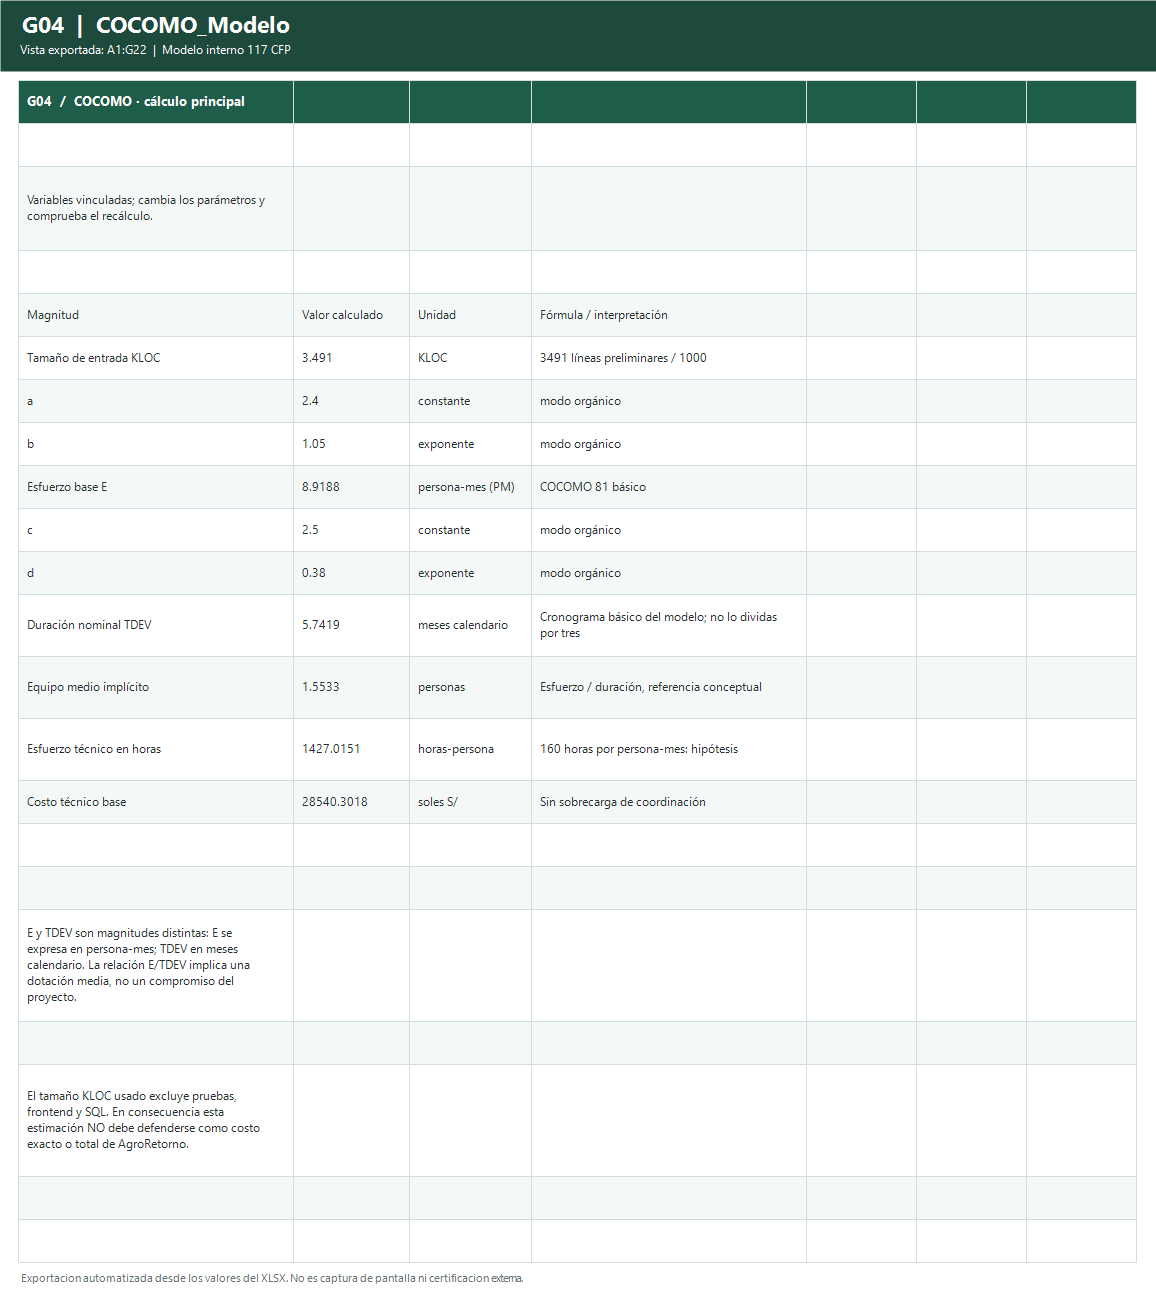 G04 | COCOMO_Modelo
Vista exportada: A1:G22 | Modelo interno 117 CFP
G04 / COCOMO · cálculo principal
Variables vinculadas; cambia los parámetros y
comprueba el recálculo.
Magnitud Valor calculado Unidad Fórmula / interpretación
Tamaño de entrada KLOC 3.491 KLOC 3491 líneas preliminares / 1000
a 2.4 constante modo orgánico
b 1.05 exponente modo orgánico
Esfuerzo base E 8.9188 persona-mes (PM) COCOMO 81 básico
c 2.5 constante modo orgánico
d 0.38 exponente modo orgánico
Duración nominal TDEV 5.7419 meses calendario Cronograma básico del modelo; no lo dividas
por tres
Equipo medio implícito 1.5533 personas Esfuerzo / duración, referencia conceptual
Esfuerzo técnico en horas 1427.0151 horas-persona 160 horas por persona-mes: hipótesis
Costo técnico base 28540.3018 soles S/ Sin sobrecarga de coordinación
E y TDEV son magnitudes distintas: E se
expresa en persona-mes; TDEV en meses
calendario. La relación E/TDEV implica una
dotación media, no un compromiso del
proyecto.
El tamaño KLOC usado excluye pruebas,
frontend y SQL. En consecuencia esta
estimación NO debe defenderse como costo
exacto o total de AgroRetorno.
Exportacion automatizada desde los valores del XLSX. No es captura de pantalla ni certificacion externa.